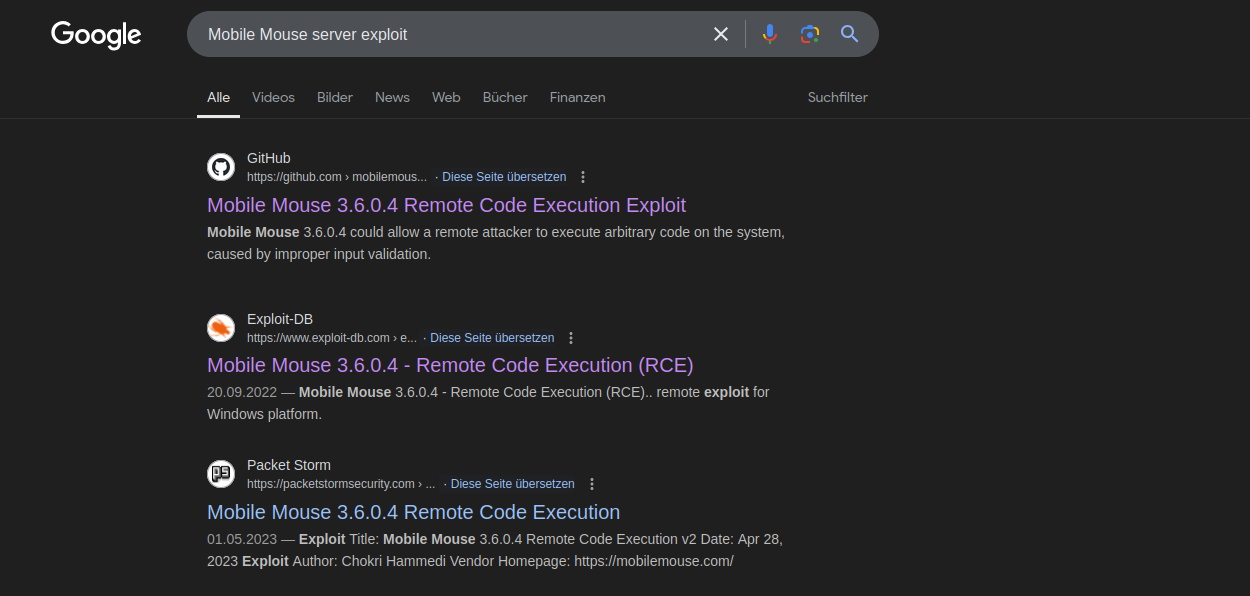 Google
Mobile Mouse server exploit
Alle Videos Bilder News Web Bücher Finanzen Suchfilter
GitHub
https://github.com › mobilemous... · Diese Seite übersetzen
Mobile Mouse 3.6.0.4 Remote Code Execution Exploit
Mobile Mouse 3.6.0.4 could allow a remote attacker to execute arbitrary code on the system,
caused by improper input validation.
Exploit-DB
https://www.exploit-db.com › e... · Diese Seite übersetzen
Mobile Mouse 3.6.0.4 - Remote Code Execution (RCE)
20.09.2022 — Mobile Mouse 3.6.0.4 - Remote Code Execution (RCE).. remote exploit for
Windows platform.
PS
Packet Storm
https://packetstormsecurity.com › ... · Diese Seite übersetzen
Mobile Mouse 3.6.0.4 Remote Code Execution
01.05.2023 — Exploit Title: Mobile Mouse 3.6.0.4 Remote Code Execution v2 Date: Apr 28,
2023 Exploit Author: Chokri Hammedi Vendor Homepage: https://mobilemouse.com/